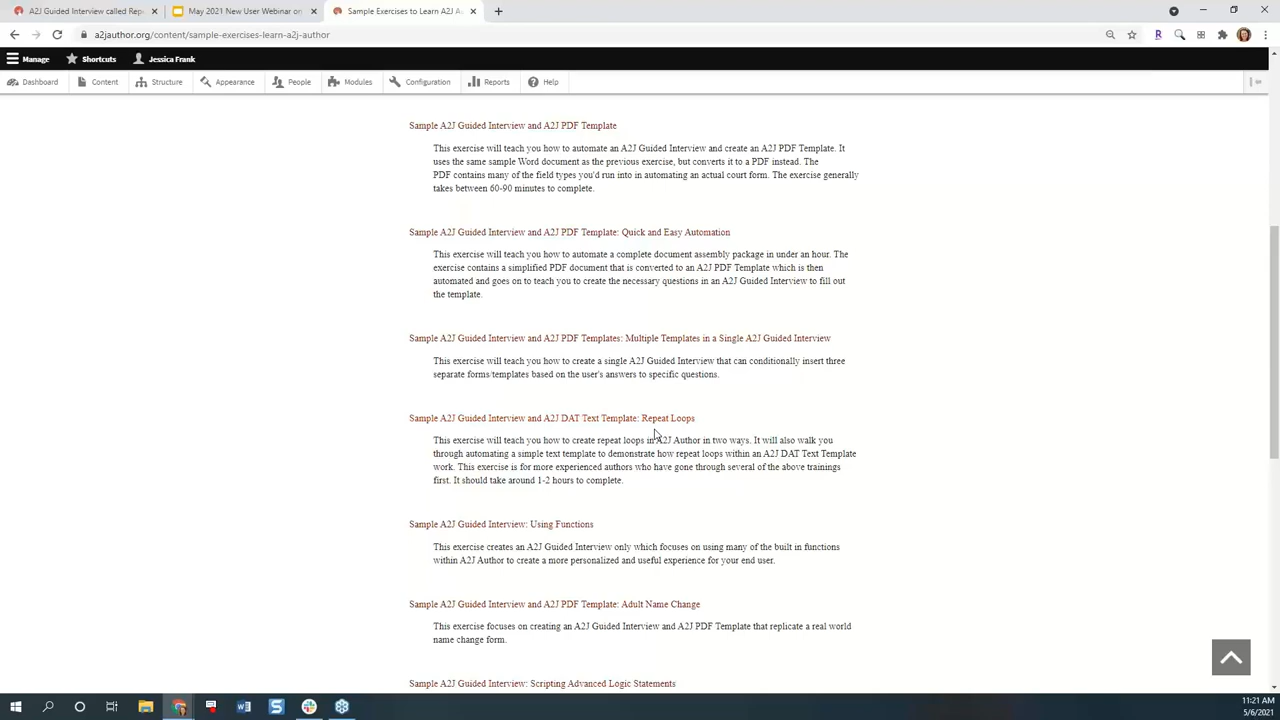 A2J Guided Interview called Rep
May 2021 New User Webinar on
Sample Exercises to Learn A2J A
a2jauthor.org/content/sample-exercises-learn-a2j-author
R
Manage
Shortcuts
Jessica Frank
Dashboard
Content
Structure
Appearance
People
Modules
Configuration
Reports
Help
Sample A2J Guided Interview and A2J PDF Template
This exercise will teach you how to automate an A2J Guided Interview and create an A2J PDF Template. It
uses the same sample Word document as the previous exercise, but converts it to a PDF instead. The
PDF contains many of the field types you'd run into in automating an actual court form. The exercise generally
takes between 60-90 minutes to complete.
Sample A2J Guided Interview and A2J PDF Template: Quick and Easy Automation
This exercise will teach you how to automate a complete document assembly package in under an hour. The
exercise contains a simplified PDF document that is converted to an A2J PDF Template which is then
automated and goes on to teach you to create the necessary questions in an A2J Guided Interview to fill out
the template.
Sample A2J Guided Interview and A2J PDF Templates: Multiple Templates in a Single A2J Guided Interview
This exercise will teach you how to create a single A2J Guided Interview that can conditionally insert three
separate forms/templates based on the user's answers to specific questions.
Sample A2J Guided Interview and A2J DAT Text Template: Repeat Loops
This exercise will teach you how to create repeat loops in A2J Author in two ways. It will also walk you
through automating a simple text template to demonstrate how repeat loops within an A2J DAT Text Template
work. This exercise is for more experienced authors who have gone through several of the above trainings
first. It should take around 1-2 hours to complete.
Sample A2J Guided Interview: Using Functions
This exercise creates an A2J Guided Interview only which focuses on using many of the built in functions
within A2J Author to create a more personalized and useful experience for your end user.
Sample A2J Guided Interview and A2J PDF Template: Adult Name Change
This exercise focuses on creating an A2J Guided Interview and A2J PDF Template that replicate a real world
name change form.
Sample A2J Guided Interview: Scripting Advanced Logic Statements
11:21 AM
5/6/2021